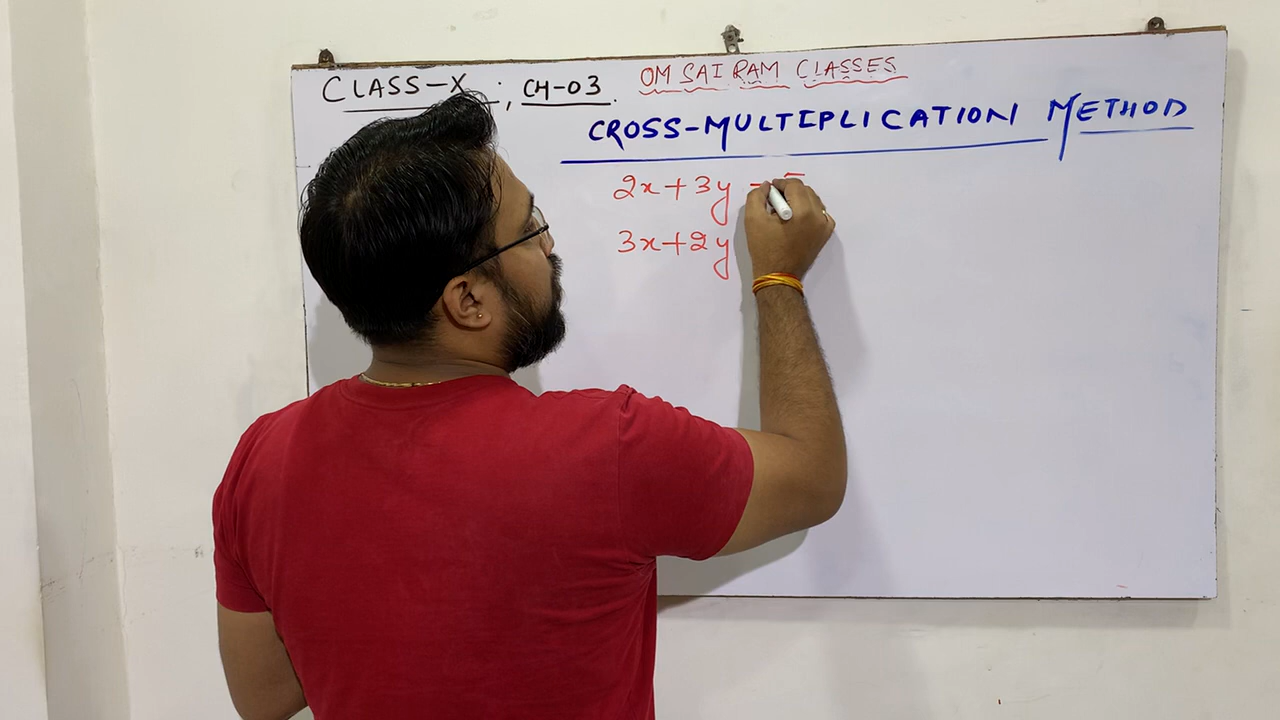 CLASS-X ; CH-03. OM SAI RAM CLASSES
CROSS-MULTIPLICATION METHOD
2x+3y
3x+2y